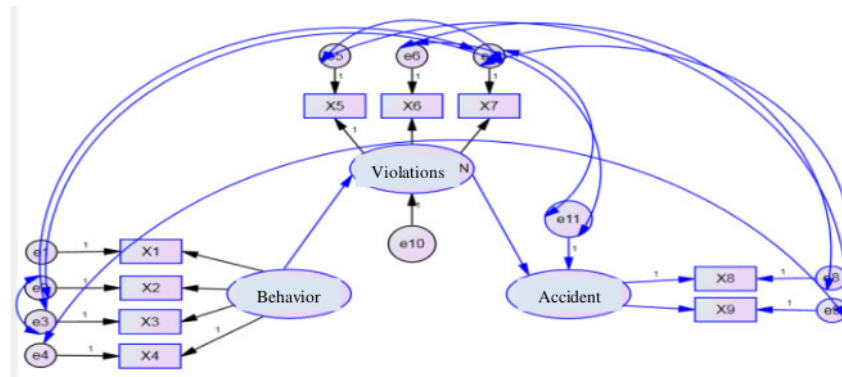 e5 e6
1 1 1
X5 X6 X7
1
Violations N
1
e10
e11
1
e1 1 X1
e2 1 X2
e3 1 X3
e4 1 X4
1
Behavior
Accident
1 X8 1 e8
X9 1 e9